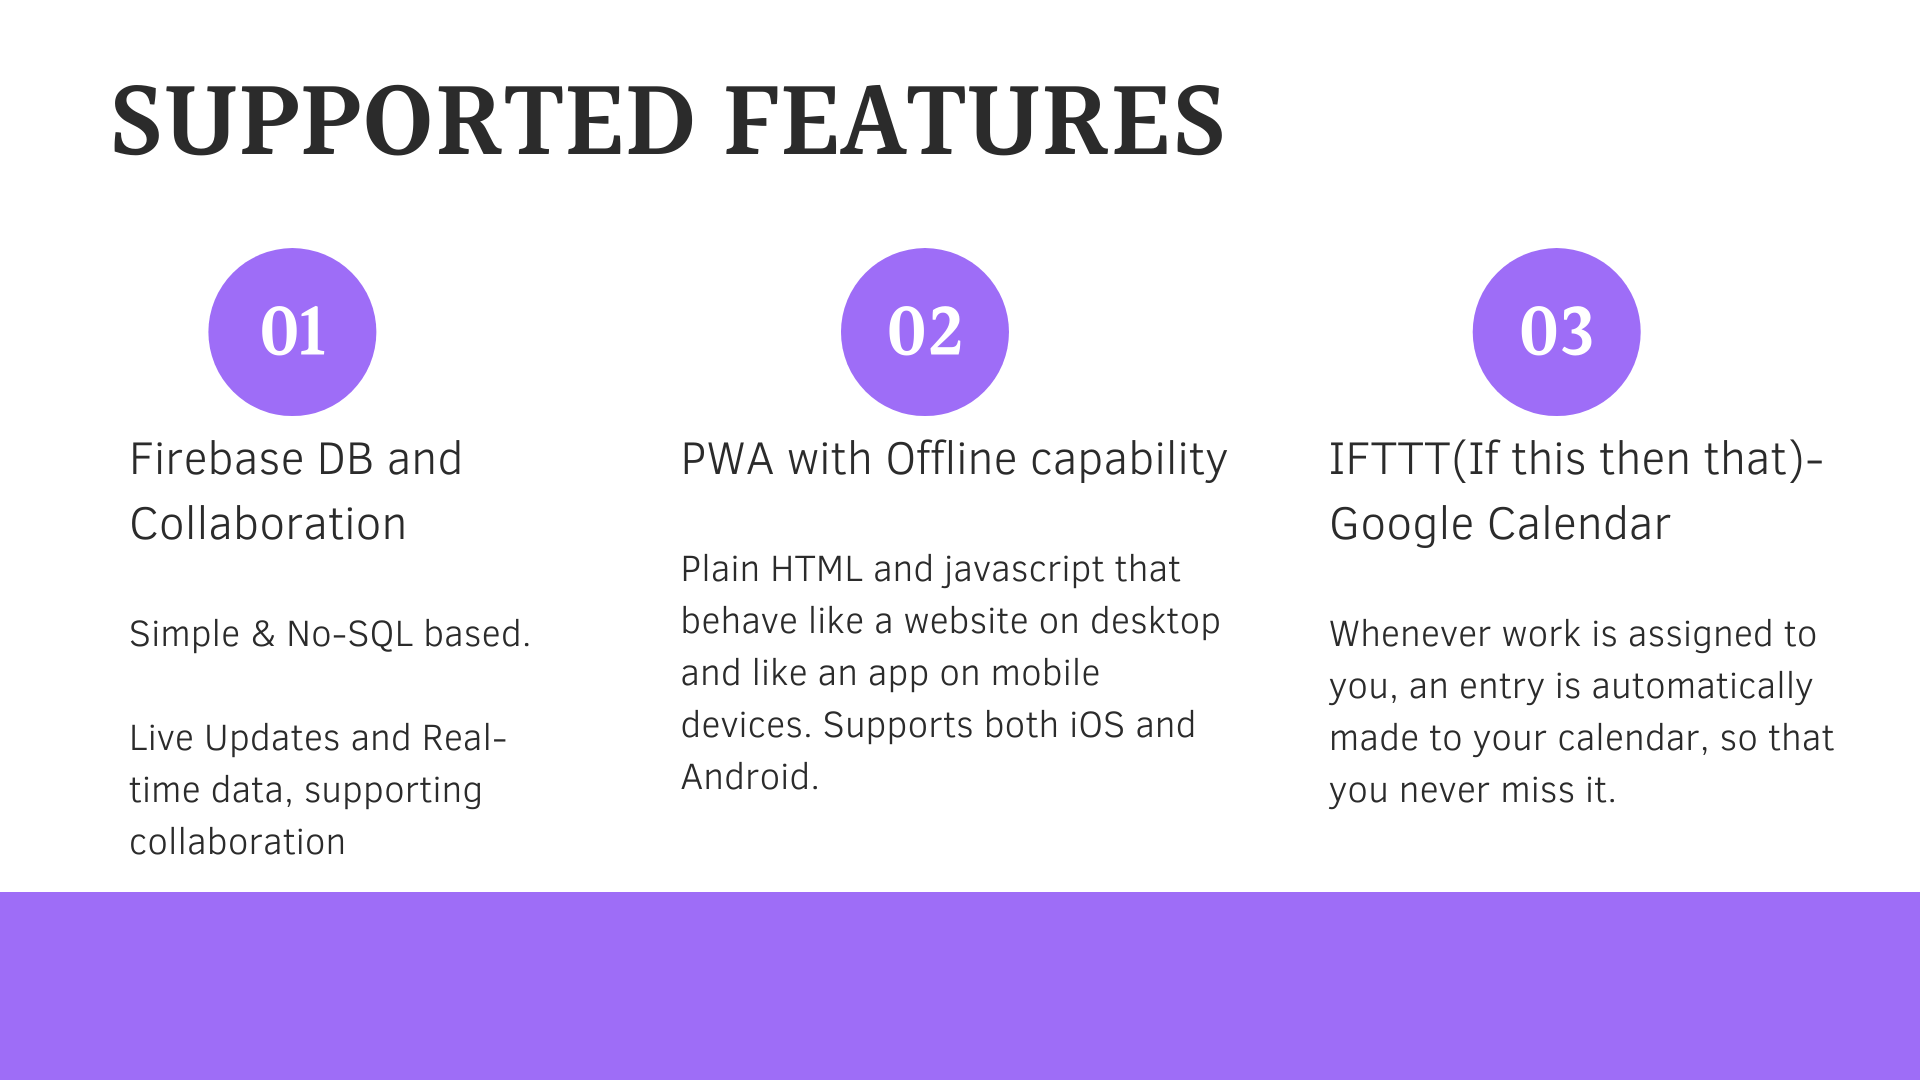 SUPPORTED FEATURES
01
Firebase DB and
Collaboration
Simple & No-SQL based.
Live Updates and Real-
time data, supporting
collaboration
02
PWA with Offline capability
Plain HTML and javascript that
behave like a website on desktop
and like an app on mobile
devices. Supports both iOS and
Android.
03
IFTTT(If this then that)-
Google Calendar
Whenever work is assigned to
you, an entry is automatically
made to your calendar, so that
you never miss it.